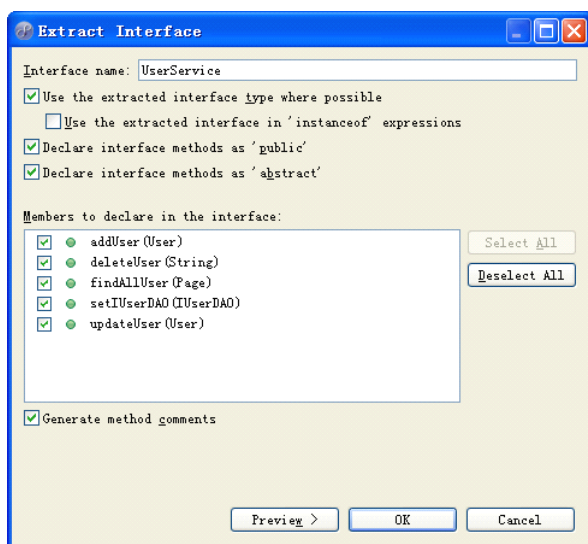 Extract Interface
Interface name: UserService
Use the extracted interface type where possible
Use the extracted interface in 'instanceof' expressions
Declare interface methods as 'public'
Declare interface methods as 'abstract'
Members to declare in the interface:
addUser(User)
Select All
deleteUser(String)
Deselect All
findAllUser(Page)
setIUserDAO(IUserDAO)
updateUser(User)
Generate method comments
Preview >
OK
Cancel